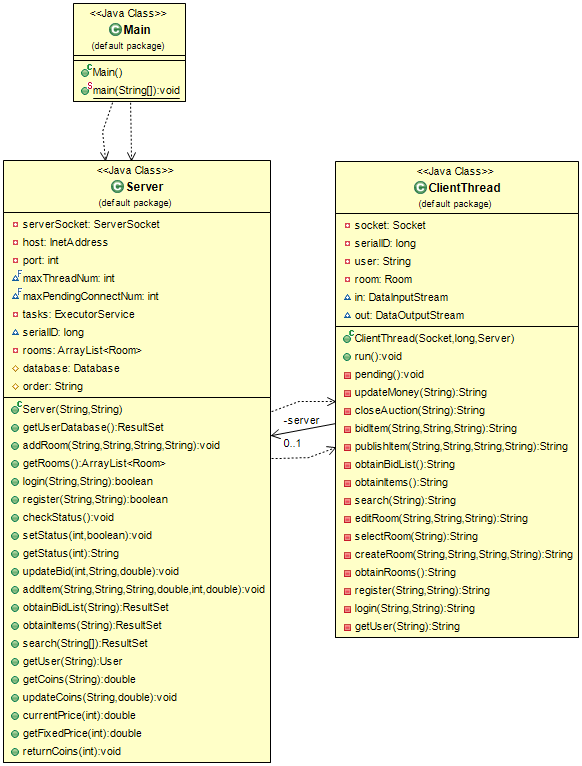 <<Java Class>>
Main
(default package)
Main()
main(String[]):void
<<Java Class>>
Server
(default package)
serverSocket: ServerSocket
host: InetAddress
port: int
maxThreadNum: int
maxPendingConnectNum: int
tasks: ExecutorService
serialID: long
rooms: ArrayList<Room>
database: Database
order: String
Server(String,String)
getUserDatabase():ResultSet
addRoom(String,String,String,String):void
getRooms():ArrayList<Room>
login(String,String):boolean
register(String,String):boolean
checkStatus():void
setStatus(int,boolean):void
getStatus(int):String
updateBid(int,String,double):void
addItem(String,String,String,double,int,double):void
obtainBidList(String):ResultSet
obtainItems(String):ResultSet
search(String[]):ResultSet
getUser(String):User
getCoins(String):double
updateCoins(String,double):void
currentPrice(int):double
getFixedPrice(int):double
returnCoins(int):void
-server
0..1
<<Java Class>>
ClientThread
(default package)
socket: Socket
serialID: long
user: String
room: Room
in: DataInputStream
out: DataOutputStream
ClientThread(Socket,long,Server)
run():void
pending():void
updateMoney(String):String
closeAuction(String):String
bidItem(String,String,String):String
publishItem(String,String,String,String):String
obtainBidList():String
obtainItems():String
search(String):String
editRoom(String,String,String):String
selectRoom(String):String
createRoom(String,String,String,String):String
obtainRooms():String
register(String,String):String
login(String,String):String
getUser(String):String